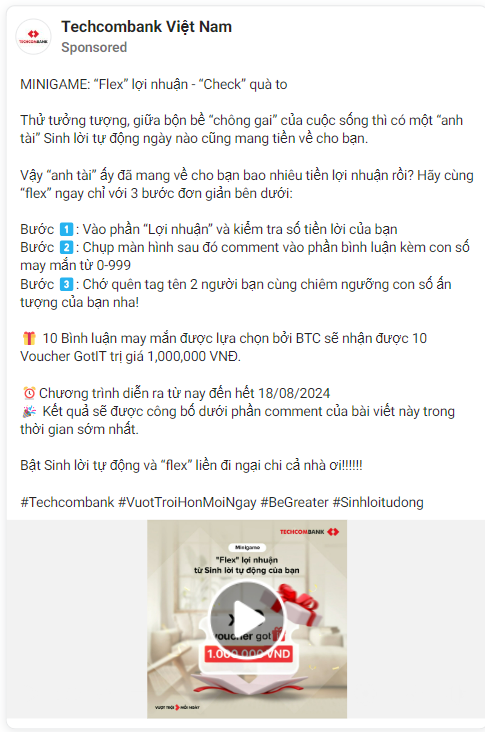 TECHCOMBANK
Techcombank Việt Nam
Sponsored
MINIGAME: “Flex” lợi nhuận - “Check” quà to
Thử tưởng tượng, giữa bộn bề “chông gai” của cuộc sống thì có một “anh
tài” Sinh lời tự động ngày nào cũng mang tiền về cho bạn.
Vậy “anh tài” ấy đã mang về cho bạn bao nhiêu tiền lợi nhuận rồi? Hãy cùng
“flex” ngay chỉ với 3 bước đơn giản bên dưới:
Bước 1️⃣: Vào phần “Lợi nhuận” và kiểm tra số tiền lời của bạn
Bước 2️⃣: Chụp màn hình sau đó comment vào phần bình luận kèm con số
may mắn từ 0-999
Bước 3️⃣: Chớ quên tag tên 2 người bạn cùng chiêm ngưỡng con số ấn
tượng của bạn nha!
🎁 10 Bình luận may mắn được lựa chọn bởi BTC sẽ nhận được 10
Voucher GotIT trị giá 1,000,000 VNĐ.
⏰Chương trình diễn ra từ nay đến hết 18/08/2024
🎉 Kết quả sẽ được công bố dưới phần comment của bài viết này trong
thời gian sớm nhất.
Bật Sinh lời tự động và “flex” liền đi ngại chi cả nhà ơi!!!!!!
#Techcombank #VuotTroiHonMoiNgay #BeGreater #Sinhloitudong
TECHCOMBANK
Minigame
"Flex" lợi nhuận
từ Sinh lời tự động của bạn
voucher got
1.000.000 VND
VƯỢT TRỘI MỖI NGÀY